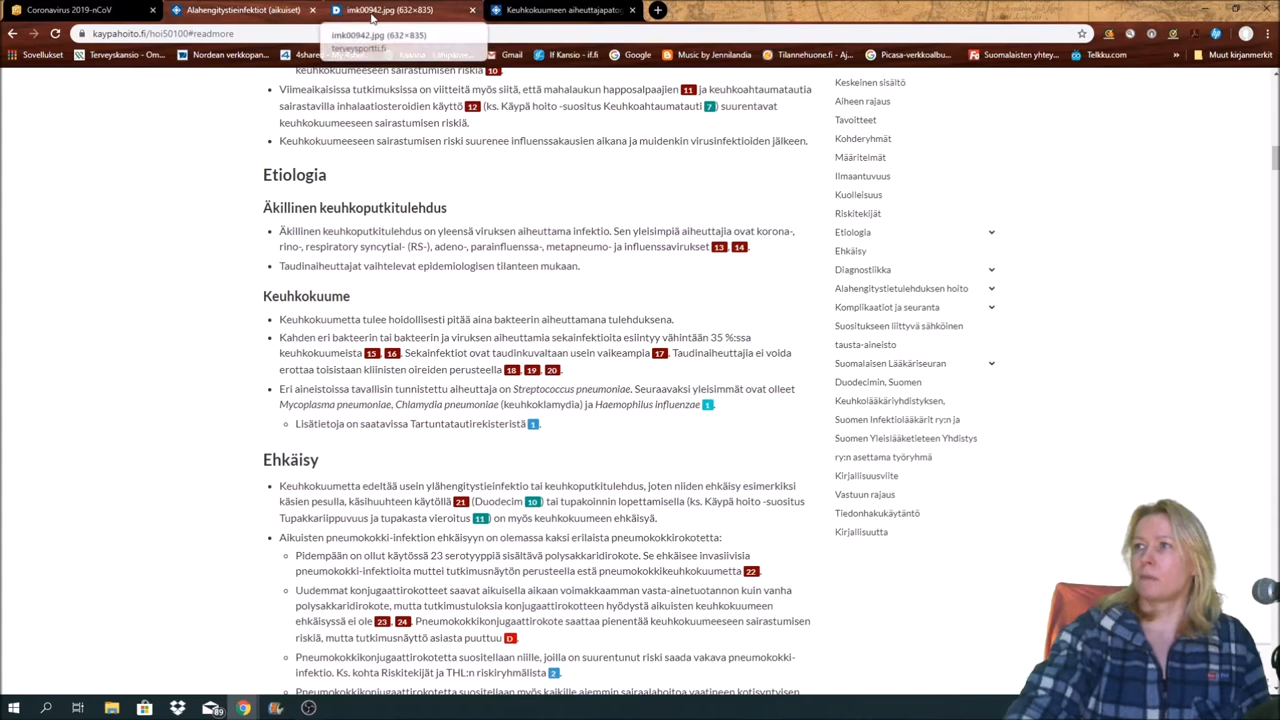 Coronavirus 2019-nCoV
Alahengitystieinfektiot (aikuiset)
imk00942.jpg (632×835)
Keuhkokuumeen aiheuttajapatog
kaypahoito.fi/hoi50100#readmore
imk00942.jpg (632×835)
terveysportti.fi
Sovellukset
Terveysportti - Om...
4shared
Gmail
If Kansio - if.fi
Google
Music by Jennilandia
Tilannehuone.fi - Aj...
Picasa-verkkoalbu...
Suomalaisten yhtey...
Telkku.com
Muut kirjanmerkit
keuhkokuumeeseen sairastumisen riskiä 10.
Viimeaikaisissa tutkimuksissa on viitteitä myös siitä, että mahalaukun happosalpaajien 11 ja keuhkoahtaumatautia
sairastavilla inhalaatiosteroidien käyttö 12 (ks. Käypä hoito -suositus Keuhkoahtaumatauti 7) suurentavat
keuhkokuumeeseen sairastumisen riskiä.
Keuhkokuumeeseen sairastumisen riski suurenee influenssakausien aikana ja muidenkin virusinfektioiden jälkeen.
Etiologia
Äkillinen keuhkoputkitulehdus
Äkillinen keuhkoputkitulehdus on yleensä viruksen aiheuttama infektio. Sen yleisimpiä aiheuttajia ovat korona-,
rino-, respiratory syncytial- (RS-), adeno-, parainfluenssa-, metapneumo- ja influenssavirukset 13, 14.
Taudinaiheuttajat vaihtelevat epidemiologisen tilanteen mukaan.
Keuhkokuume
Keuhkokuumetta tulee hoidollisesti pitää aina bakteerin aiheuttamana tulehduksena.
Kahden eri bakteerin tai bakteerin ja viruksen aiheuttamia sekainfektioita esiintyy vähintään 35 %:ssa
keuhkokuumeista 15, 16. Sekainfektiot ovat taudinkuvaltaan usein vaikeampia 17. Taudinaiheuttajia ei voida
erottaa toisistaan kliinisten oireiden perusteella 18, 19, 20.
Eri aineistoissa tavallisin tunnistettu aiheuttaja on Streptococcus pneumoniae. Seuraavaksi yleisimmät ovat olleet
Mycoplasma pneumoniae, Chlamydia pneumoniae (keuhkoklamydia) ja Haemophilus influenzae 1.
Lisätietoja on saatavissa Tartuntatautirekisteristä 1.
Ehkäisy
Keuhkokuumetta edeltää usein ylähengitystieinfektio tai keuhkoputkitulehdus, joten niiden ehkäisy esimerkiksi
käsien pesulla, käsihuuhteen käytöllä 21 (Duodecim 10) tai tupakoinnin lopettamisella (ks. Käypä hoito -suositus
Tupakkariippuvuus ja tupakasta vieroitus 11) on myös keuhkokuumeen ehkäisyä.
Aikuisten pneumokokki-infektion ehkäisyyn on olemassa kaksi erilaista pneumokokkirokotetta:
Pidempään on ollut käytössä 23 serotyyppiä sisältävä polysakkaridirokote. Se ehkäisee invasiivisia
pneumokokki-infektioita muttei tutkimusnäytön perusteella estä pneumokokkikeuhkokuumetta 22.
Uudemmat konjugaattirokotteet saavat aikuisella aikaan voimakkaamman vasta-ainetuotannon kuin vanha
polysakkaridirokote, mutta tutkimustuloksia konjugaattirokotteen hyödystä aikuisten keuhkokuumeen
ehkäisyssä ei ole 23, 24. Pneumokokkikonjugaattirokote saattaa pienentää keuhkokuumeeseen sairastumisen
riskiä, mutta tutkimusnäyttö asiasta puuttuu D.
Pneumokokkikonjugaattirokotetta suositellaan niille, joilla on suurentunut riski saada vakava pneumokokki-
infektio. Ks. kohta Riskitekijät ja THL:n riskiryhmälista 2.
Pneumokokkikonjugaattirokotetta suositellaan myös kaikille aiemmin sairaalahoitoa vaatineen kotisyntyisen
Keskeinen sisältö
Aiheen rajaus
Tavoitteet
Kohderyhmät
Määritelmät
Ilmaantuvuus
Kuolleisuus
Riskitekijät
Etiologia
Ehkäisy
Diagnostiikka
Alahengitystietulehduksen hoito
Komplikaatiot ja seuranta
Suositukseen liittyvä sähköinen
tausta-aineisto
Suomalaisen Lääkäriseuran
Duodecimin, Suomen
Keuhkolääkäriyhdistyksen,
Suomen Infektiolääkärit ry:n ja
Suomen Yleislääketieteen Yhdistys
ry:n asettama työryhmä
Kirjallisuusviite
Vastuun rajaus
Tiedonhakukäytäntö
Kirjallisuutta
89